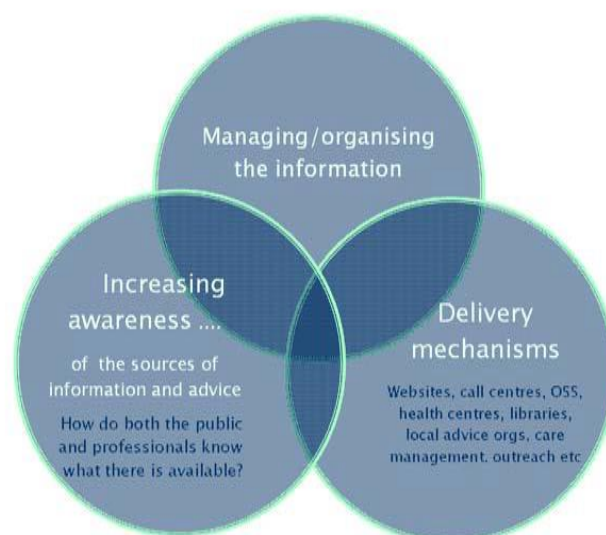 Managing/organising
the information
Increasing
awareness ....
of the sources of
information and advice
How do both the public
and professionals know
what there is available?
Delivery
mechanisms
Websites, call centres, OSS,
health centres, libraries,
local advice orgs, care
management. outreach etc